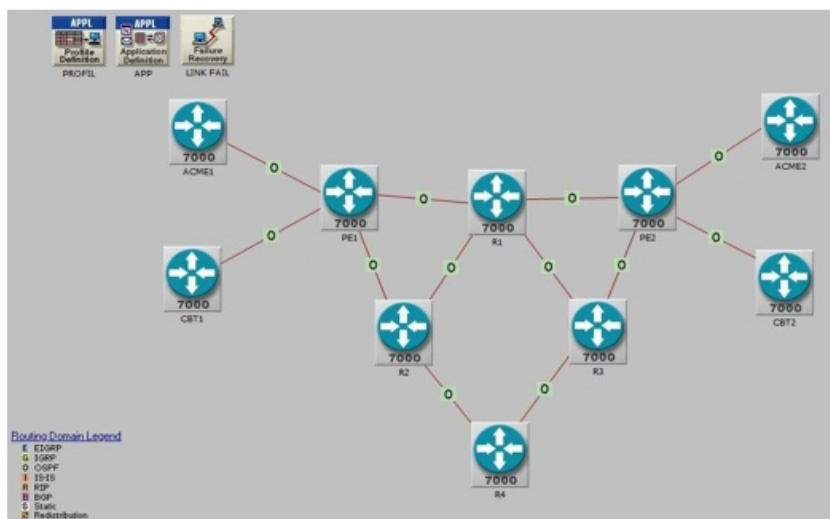 APPL APPL
Profile Definition Application Definition Failure Recovery
PROFIL APP LINK FAIL
7000
ACME1
7000
ACME2
O
O
7000
PE1
O
7000
R1
O
7000
PE2
O
O
7000
CBT1
7000
CBT2
O
O
O
O
7000
R2
7000
R3
O
O
7000
R4
Routing Domain Legend
E EIGRP
G IGRP
O OSPF
I IS-IS
R RIP
B BGP
S Static
Redistribution